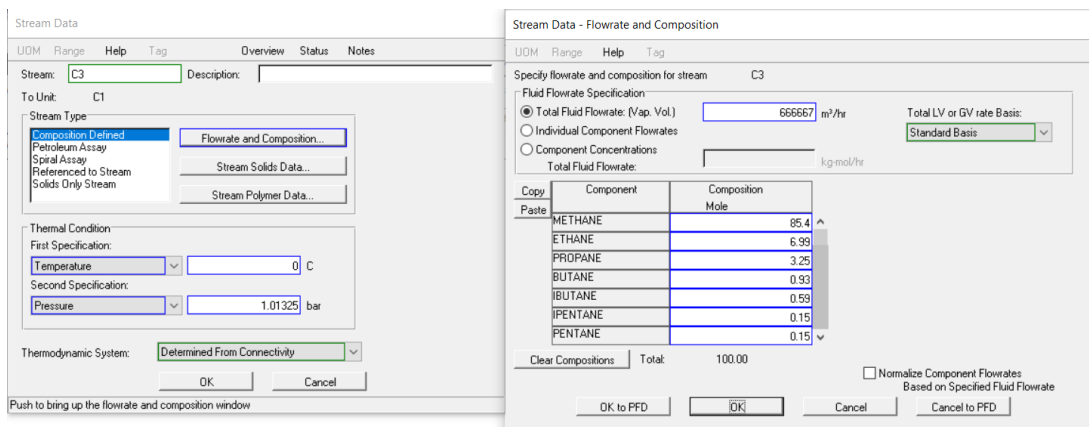 Stream Data
UOM Range Help Tag Overview Status Notes
Stream: C3 Description:
To Unit: C1
Stream Type
Composition Defined
Petroleum Assay
Spiral Assay
Referenced to Stream
Solids Only Stream
Flowrate and Composition...
Stream Solids Data...
Stream Polymer Data...
Thermal Condition
First Specification:
Temperature 0 C
Second Specification:
Pressure 1.01325 bar
Thermodynamic System: Determined From Connectivity
OK Cancel
Push to bring up the flowrate and composition window
Stream Data - Flowrate and Composition
UOM Range Help Tag
Specify flowrate and composition for stream C3
Fluid Flowrate Specification
Total Fluid Flowrate: (Vap. Vol.) 666667 m³/hr
Individual Component Flowrates
Component Concentrations
Total Fluid Flowrate: kg-mol/hr
Total LV or GV rate Basis:
Standard Basis
Copy
Paste
Component Composition
Mole
METHANE 85.4
ETHANE 6.99
PROPANE 3.25
BUTANE 0.93
IBUTANE 0.59
IPENTANE 0.15
PENTANE 0.15
Clear Compositions Total: 100.00
Normalize Component Flowrates
Based on Specified Fluid Flowrate
OK to PFD OK Cancel Cancel to PFD